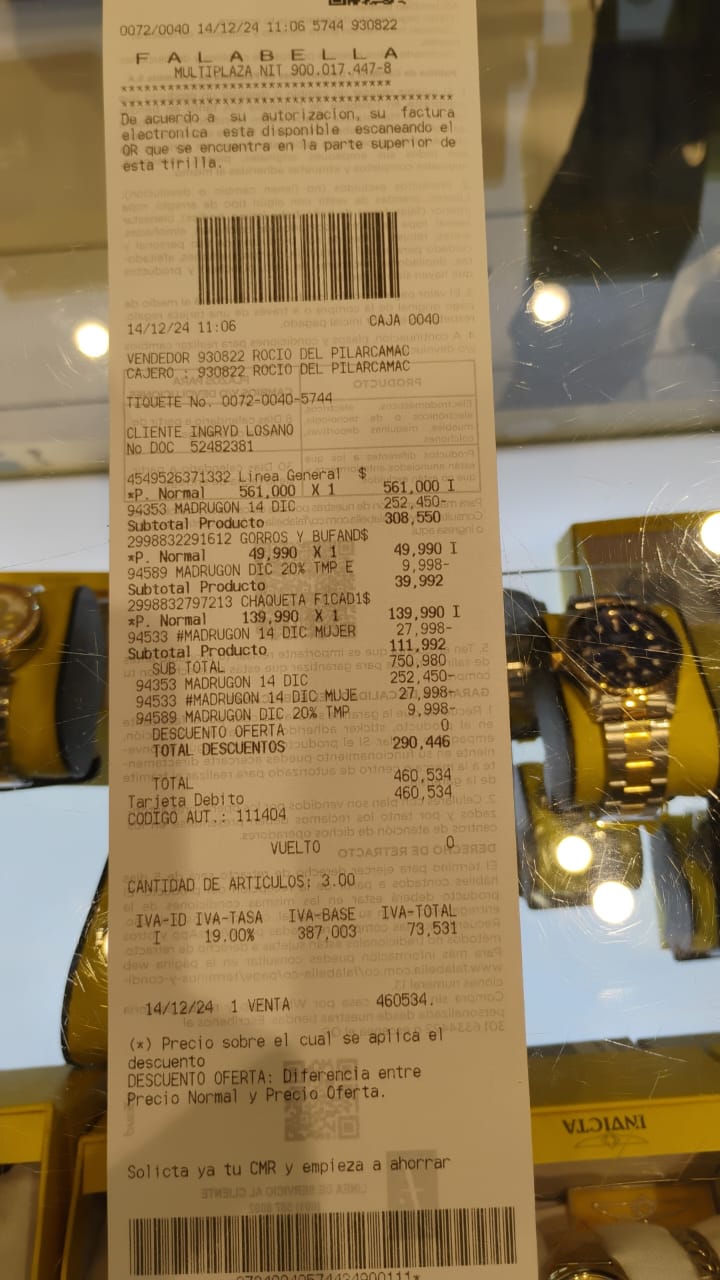 0072/0040 14/12/24 11:06 5744 930822
F A L A B E L L A
MULTIPLAZA NIT 900.017.447-8
De acuerdo a su autorizacion, su factura
electronica esta disponible escaneando el
QR que se encuentra en la parte superior de
esta tirilla.
14/12/24 11:06 CAJA 0040
VENDEDOR 930822 ROCIO DEL PILARCAMAC
CAJERO : 930822 ROCIO DEL PILARCAMAC
TIQUETE No. 0072-0040-5744
CLIENTE INGRYD LOSANO
No DOC 52482381
4549526371332 Linea General $
*P. Normal 561,000 X 1 561,000 I
94353 MADRUGON 14 DIC 252,450-
Subtotal Producto 308,550
2998832291612 GORROS Y BUFAND$
*P. Normal 49,990 X 1 49,990 I
94589 MADRUGON DIC 20% TMP E 9,998-
Subtotal Producto 39,992
2998832797213 CHAQUETA F1CAD1$
*P. Normal 139,990 X 1 139,990 I
94533 #MADRUGON 14 DIC MUJER 27,998-
Subtotal Producto 111,992
SUB TOTAL 750,980
94353 MADRUGON 14 DIC 252,450-
94533 #MADRUGON 14 DIC MUJE 27,998-
94589 MADRUGON DIC 20% TMP 9,998-
DESCUENTO OFERTA 0
TOTAL DESCUENTOS 290,446
TOTAL 460,534
Tarjeta Debito 460,534
CODIGO AUT.: 111404
VUELTO 0
CANTIDAD DE ARTICULOS: 3.00
IVA-ID IVA-TASA IVA-BASE IVA-TOTAL
I 19.00% 387,003 73,531
14/12/24 1 VENTA 460534.
(*) Precio sobre el cual se aplica el
descuento
DESCUENTO OFERTA: Diferencia entre
Precio Normal y Precio Oferta.
Solicta ya tu CMR y empieza a ahorrar
INVICTA